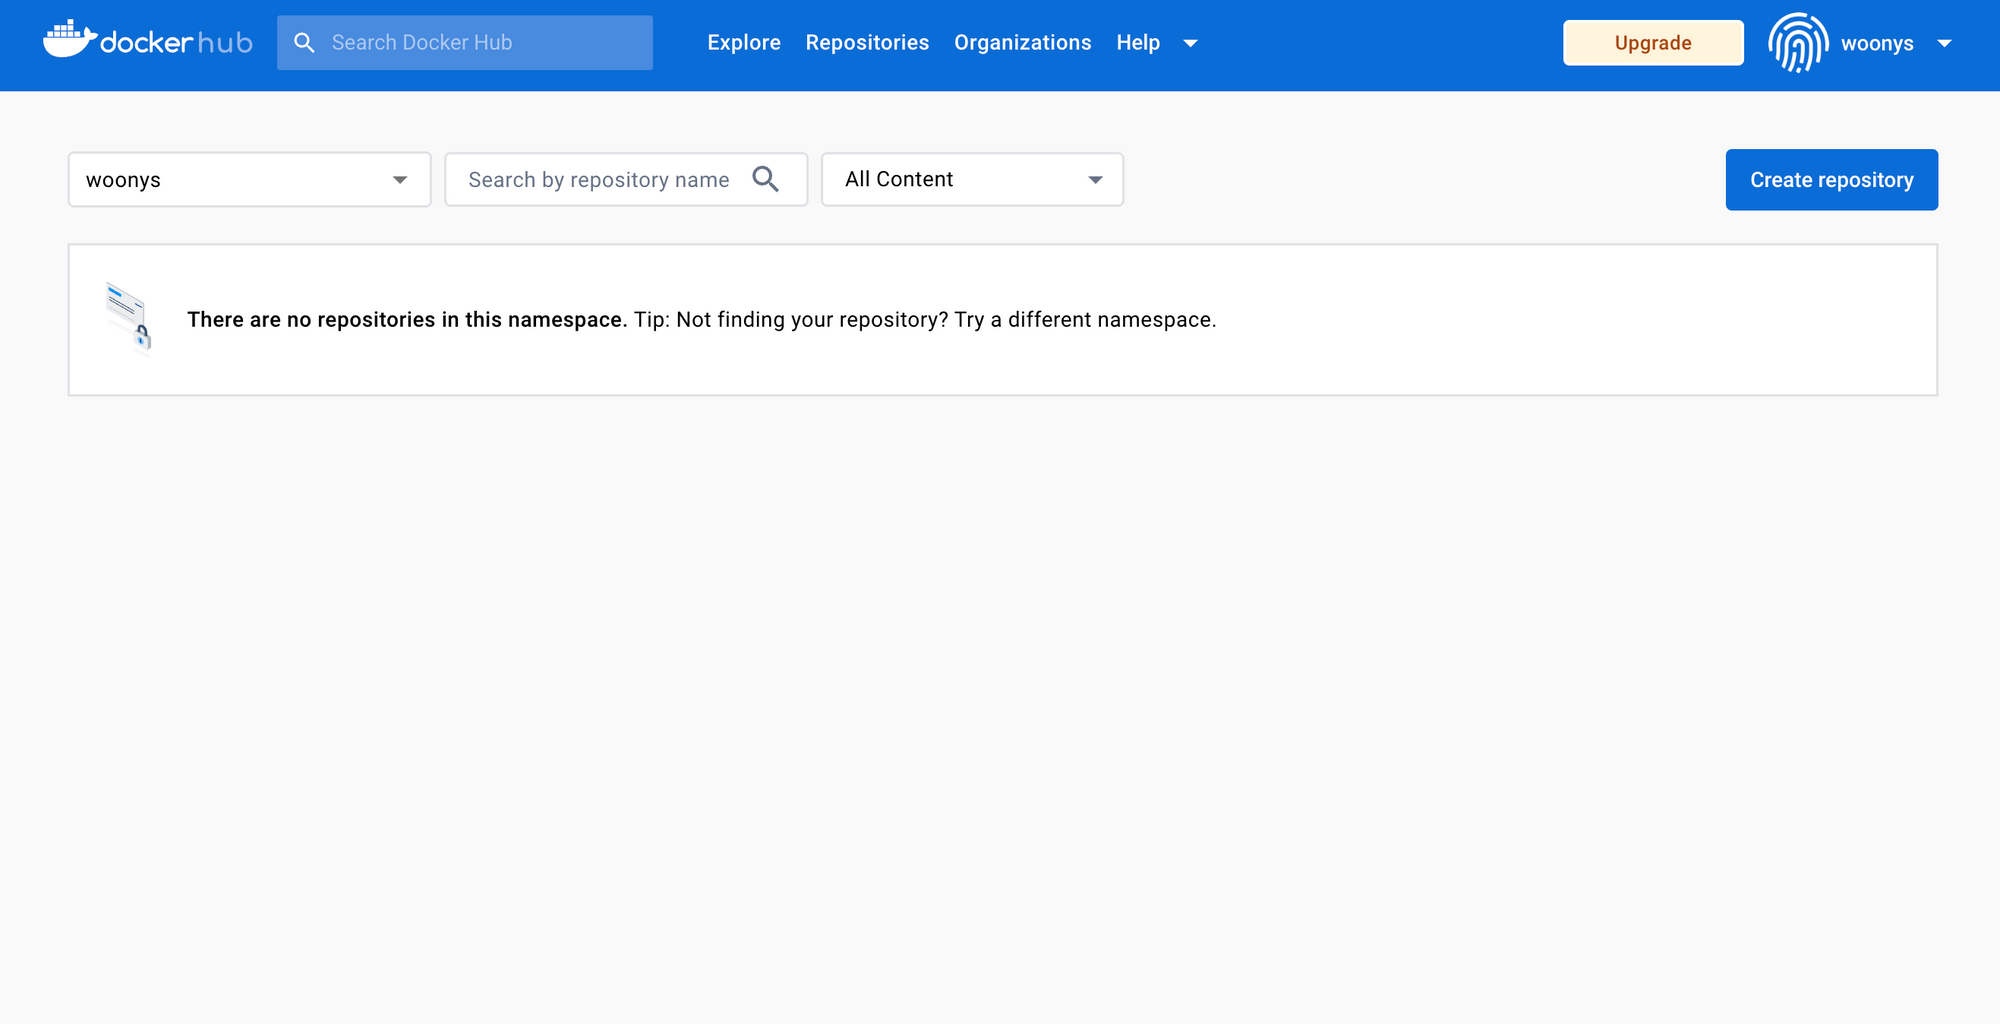 docker hub Search Docker Hub Explore Repositories Organizations Help Upgrade woonys
woonys Search by repository name All Content Create repository
There are no repositories in this namespace. Tip: Not finding your repository? Try a different namespace.